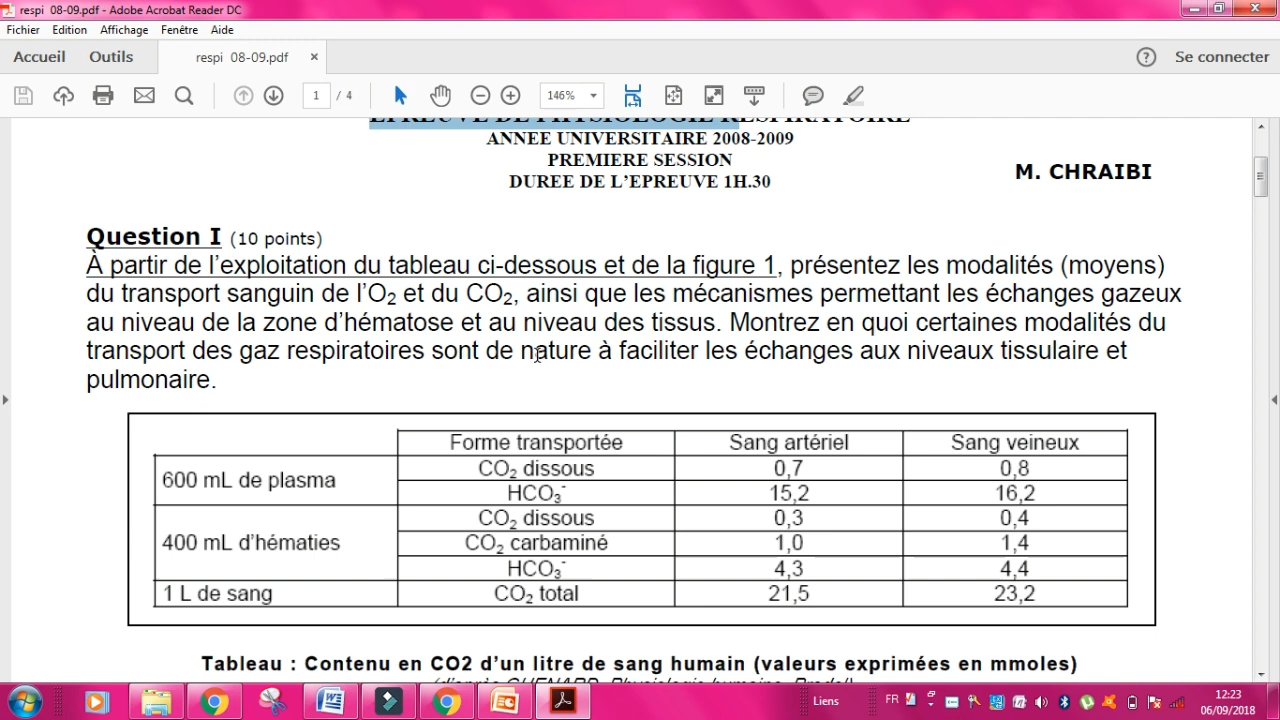 respi 08-09.pdf - Adobe Acrobat Reader DC
Fichier Edition Affichage Fenêtre Aide
Accueil Outils respi 08-09.pdf × ? Se connecter
1 / 4 146%
EPREUVE DE PHYSIOLOGIE RESPIRATOIRE
ANNEE UNIVERSITAIRE 2008-2009
PREMIERE SESSION
DUREE DE L'EPREUVE 1H.30
M. CHRAIBI
Question I (10 points)
À partir de l'exploitation du tableau ci-dessous et de la figure 1, présentez les modalités (moyens)
du transport sanguin de l'O₂ et du CO₂, ainsi que les mécanismes permettant les échanges gazeux
au niveau de la zone d'hématose et au niveau des tissus. Montrez en quoi certaines modalités du
transport des gaz respiratoires sont de nature à faciliter les échanges aux niveaux tissulaire et
pulmonaire.
Forme transportée Sang artériel Sang veineux
600 mL de plasma CO₂ dissous 0,7 0,8
HCO₃⁻ 15,2 16,2
400 mL d'hématies CO₂ dissous 0,3 0,4
CO₂ carbaminé 1,0 1,4
HCO₃⁻ 4,3 4,4
1 L de sang CO₂ total 21,5 23,2
Tableau : Contenu en CO2 d'un litre de sang humain (valeurs exprimées en mmoles)
Liens FR 12:23
06/09/2018